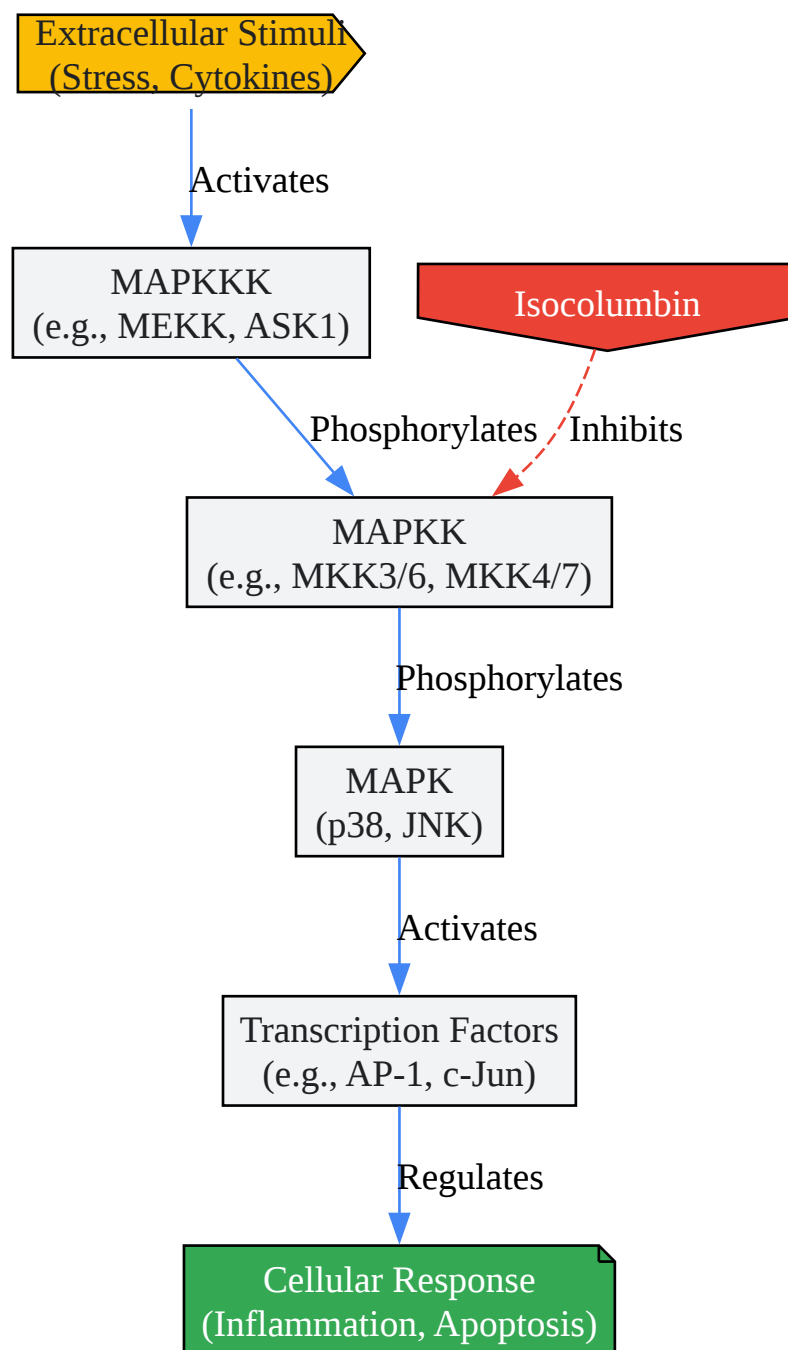 Extracellular Stimuli
(Stress, Cytokines)
Activates
MAPKKK
(e.g., MEKK, ASK1)
Isocolumbin
Phosphorylates
Inhibits
MAPKK
(e.g., MKK3/6, MKK4/7)
Phosphorylates
MAPK
(p38, JNK)
Activates
Transcription Factors
(e.g., AP-1, c-Jun)
Regulates
Cellular Response
(Inflammation, Apoptosis)